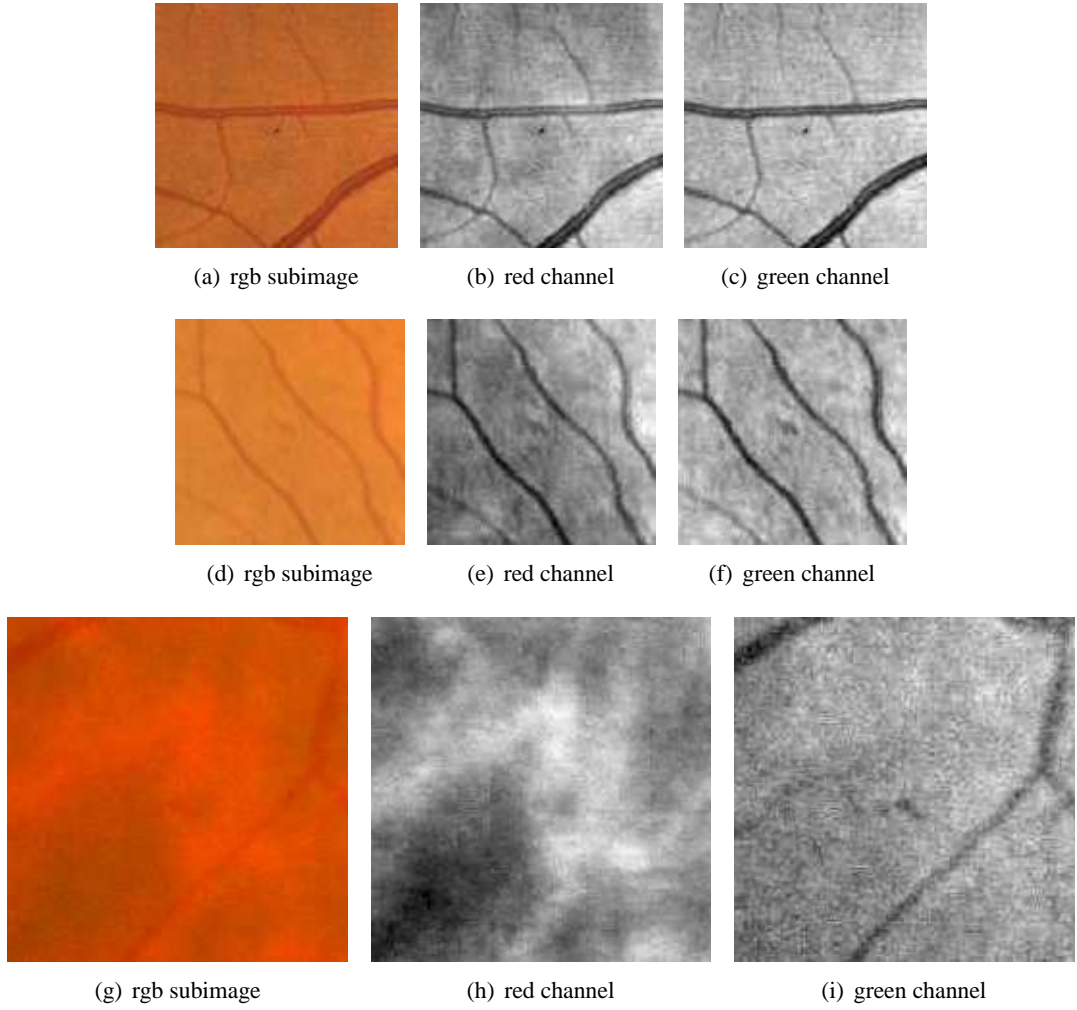 (a) rgb subimage
(b) red channel
(c) green channel
(d) rgb subimage
(e) red channel
(f) green channel
(g) rgb subimage
(h) red channel
(i) green channel